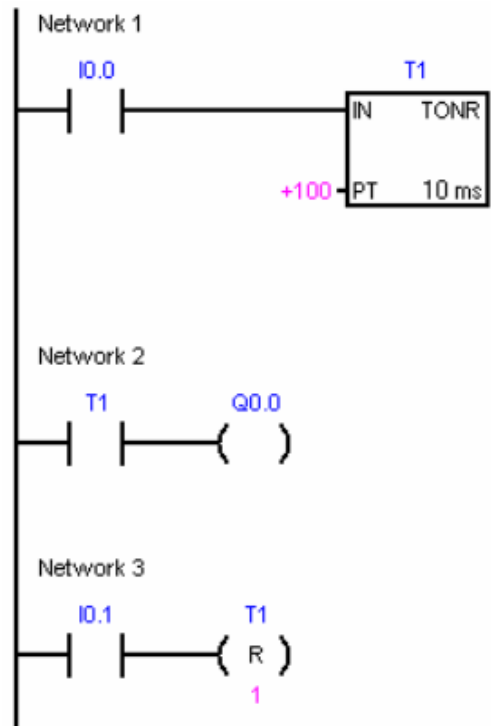 Network 1
I0.0
T1
IN TONR
+100 PT 10 ms
Network 2
T1 Q0.0
Network 3
I0.1 T1
R
1